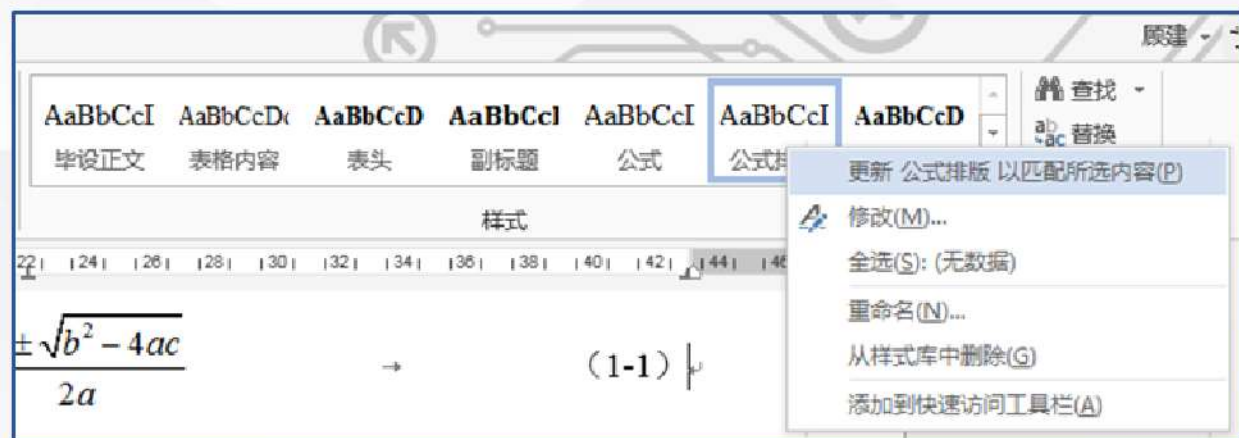 顾建
AaBbCcI AaBbCcD AaBbCcD AaBbCcI AaBbCcI AaBbCcI AaBbCcD
毕设正文 表格内容 表头 副标题 公式 公式排
查找
替换
样式
更新 公式排版 以匹配所选内容(P)
修改(M)...
全选(S): (无数据)
重命名(N)...
从样式库中删除(G)
添加到快速访问工具栏(A)
22 24 26 28 30 32 34 36 38 40 42 44 46
± √b² − 4ac
2a
→ （1-1）